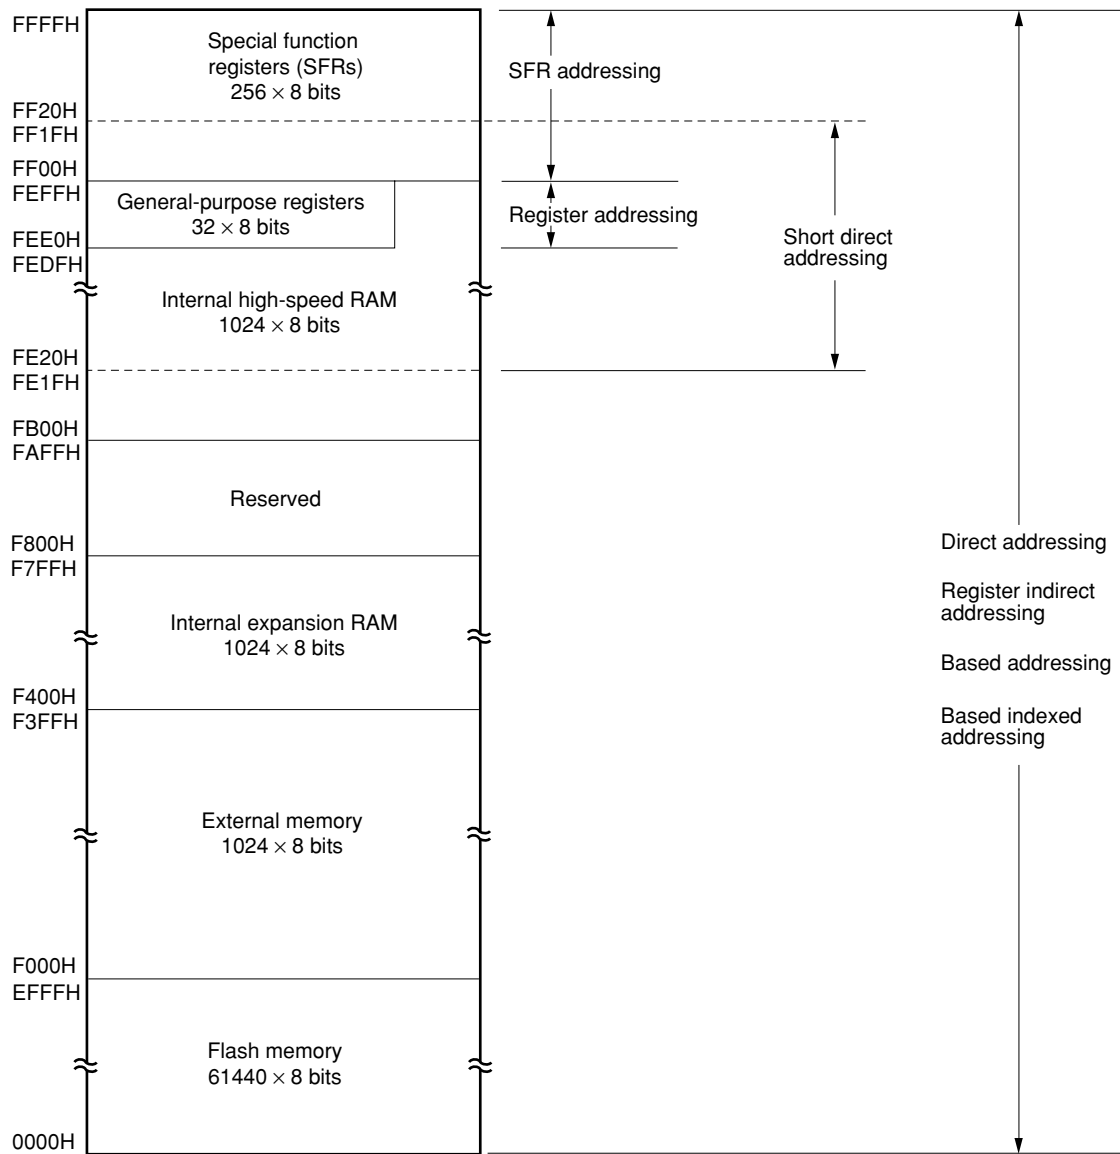 FFFFH
Special function
registers (SFRs)
256 × 8 bits
SFR addressing
FF20H
FF1FH
FF00H
FEFFH
General-purpose registers
32 × 8 bits
Register addressing
FEE0H
FEDFH
Short direct
addressing
Internal high-speed RAM
1024 × 8 bits
FE20H
FE1FH
FB00H
FAFFH
Reserved
F800H
F7FFH
Direct addressing
Register indirect
addressing
Based addressing
Based indexed
addressing
Internal expansion RAM
1024 × 8 bits
F400H
F3FFH
External memory
1024 × 8 bits
F000H
EFFFH
Flash memory
61440 × 8 bits
0000H